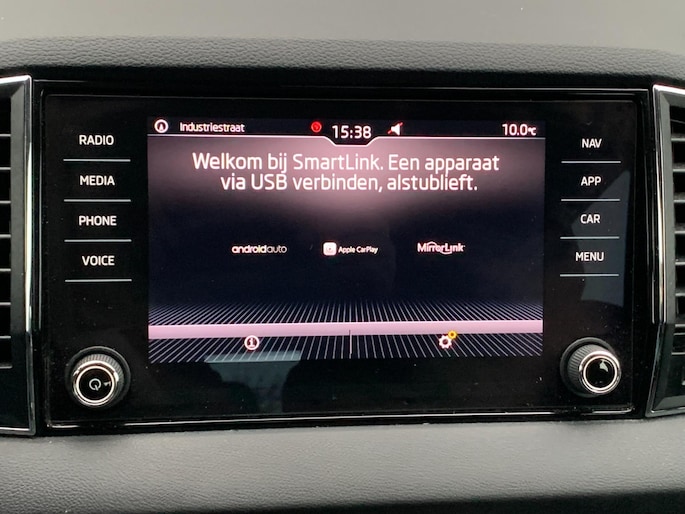 Industriestraat 15:38 10.0°C
Welkom bij SmartLink. Een apparaat
via USB verbinden, alstublieft.
androidauto Apple CarPlay MirrorLink
RADIO
MEDIA
PHONE
VOICE
NAV
APP
CAR
MENU